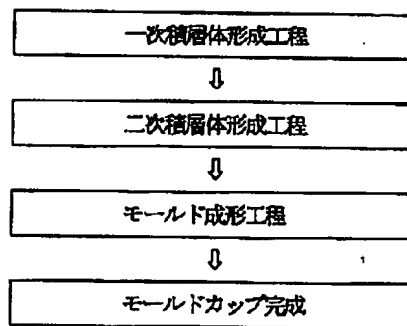 一次積層体形成工程
⇩
二次積層体形成工程
⇩
モールド成形工程
⇩
モールドカップ完成